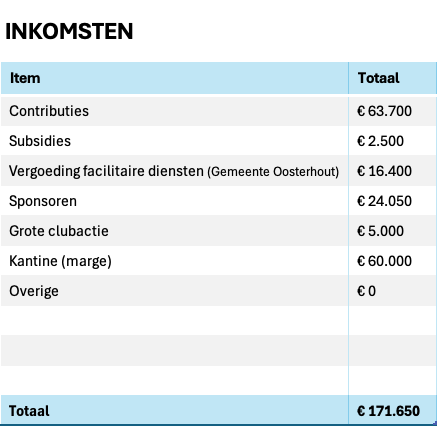 INKOMSTEN
Item Totaal
Contributies € 63.700
Subsidies € 2.500
Vergoeding facilitaire diensten (Gemeente Oosterhout) € 16.400
Sponsoren € 24.050
Grote clubactie € 5.000
Kantine (marge) € 60.000
Overige € 0
Totaal € 171.650